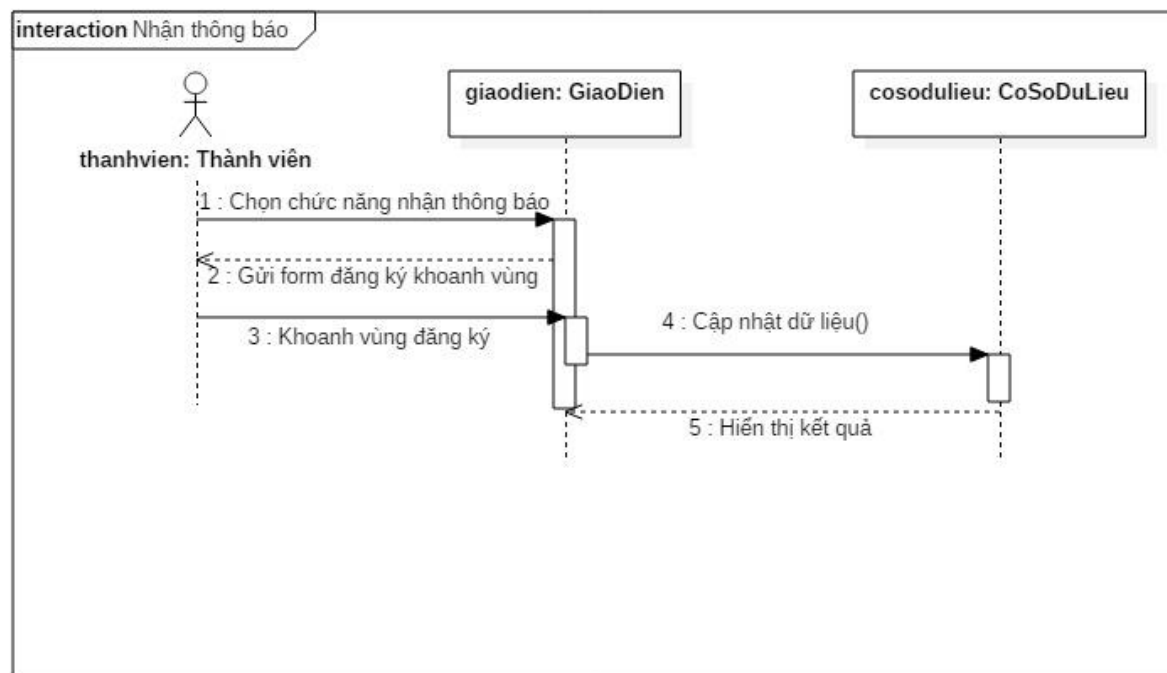 interaction Nhận thông báo
giaodien: GiaoDien
cosodulieu: CoSoDuLieu
thanhvien: Thành viên
1 : Chọn chức năng nhận thông báo
2 : Gửi form đăng ký khoanh vùng
3 : Khoanh vùng đăng ký
4 : Cập nhật dữ liệu()
5 : Hiển thị kết quả